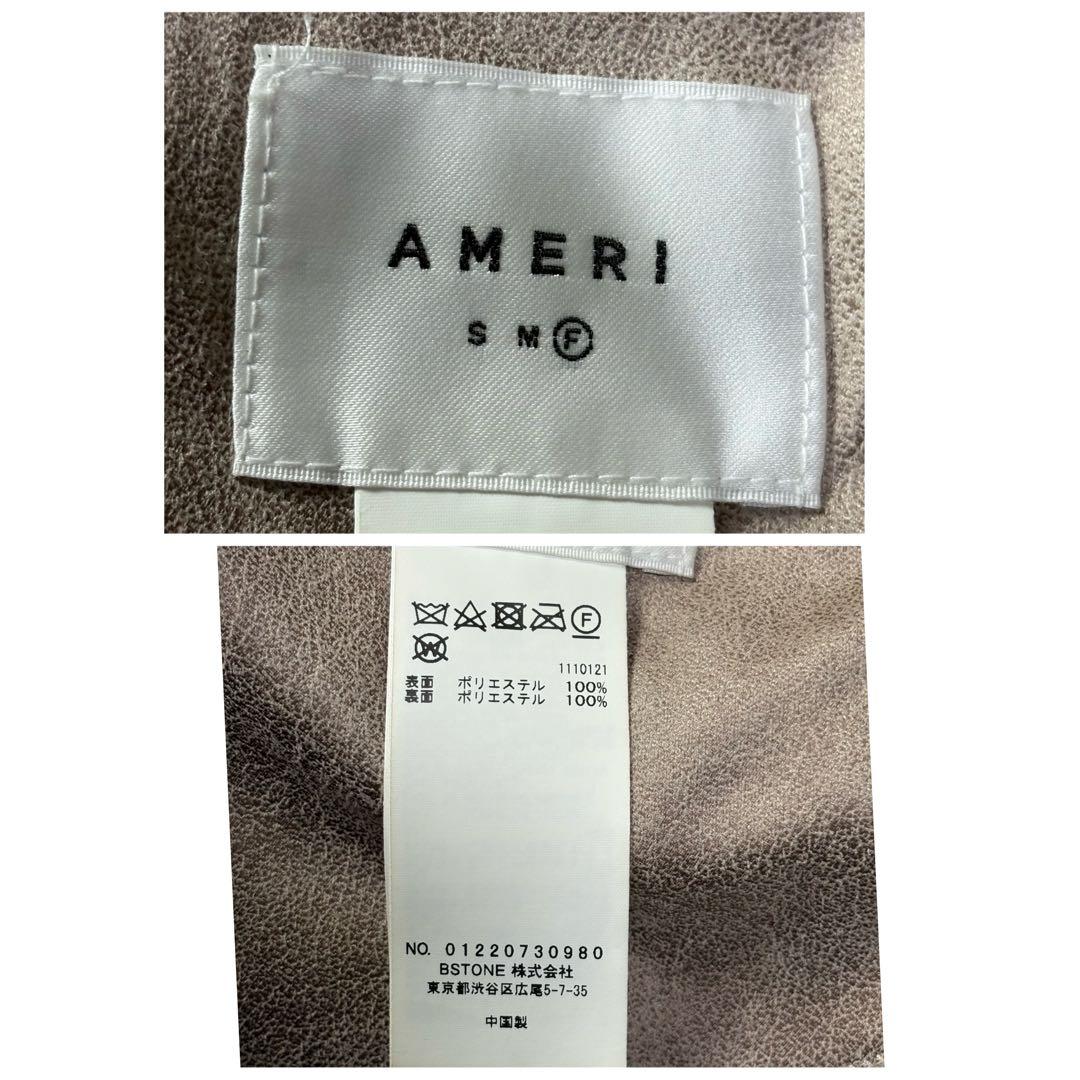 AMERI
S M F
F
W
1110121
表面 ポリエステル 100%
裏面 ポリエステル 100%
NO. 01220730980
BSTONE 株式会社
東京都渋谷区広尾5-7-35
中国製